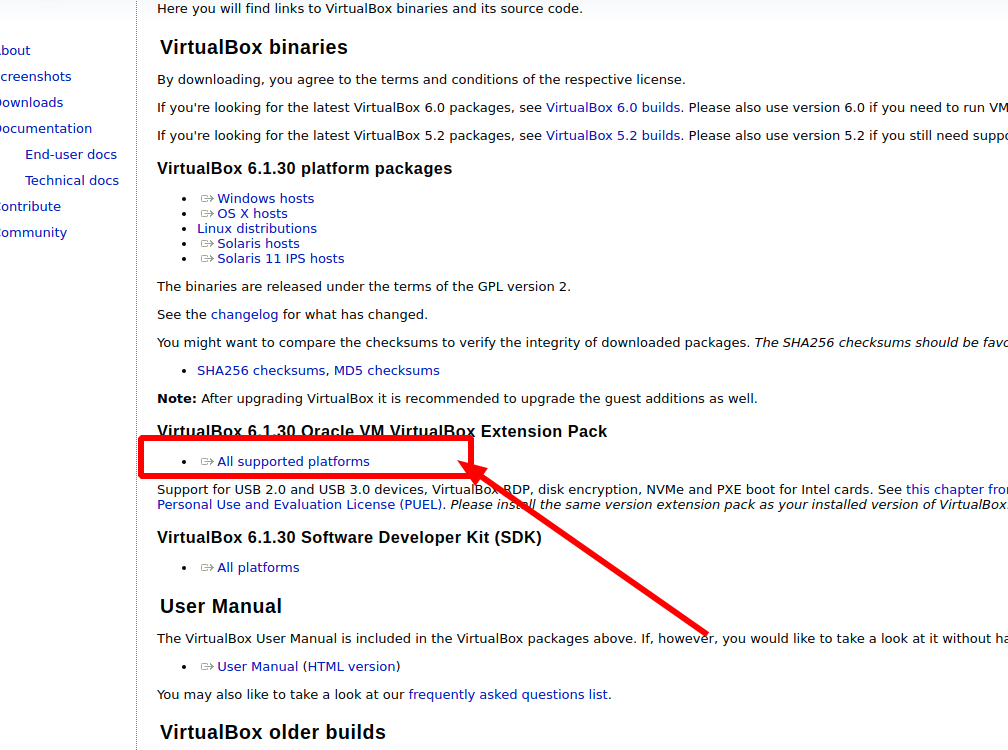 Here you will find links to VirtualBox binaries and its source code.
VirtualBox binaries
bout
creenshots
ownloads
ocumentation
End-user docs
Technical docs
ontribute
ommunity
By downloading, you agree to the terms and conditions of the respective license.
If you're looking for the latest VirtualBox 6.0 packages, see VirtualBox 6.0 builds. Please also use version 6.0 if you need to run VM
If you're looking for the latest VirtualBox 5.2 packages, see VirtualBox 5.2 builds. Please also use version 5.2 if you still need suppo
VirtualBox 6.1.30 platform packages
• Windows hosts
• OS X hosts
• Linux distributions
• Solaris hosts
• Solaris 11 IPS hosts
The binaries are released under the terms of the GPL version 2.
See the changelog for what has changed.
You might want to compare the checksums to verify the integrity of downloaded packages. The SHA256 checksums should be favo
• SHA256 checksums, MD5 checksums
Note: After upgrading VirtualBox it is recommended to upgrade the guest additions as well.
VirtualBox 6.1.30 Oracle VM VirtualBox Extension Pack
• All supported platforms
Support for USB 2.0 and USB 3.0 devices, VirtualBox RDP, disk encryption, NVMe and PXE boot for Intel cards. See this chapter fro
Personal Use and Evaluation License (PUEL). Please install the same version extension pack as your installed version of VirtualBox
VirtualBox 6.1.30 Software Developer Kit (SDK)
• All platforms
User Manual
The VirtualBox User Manual is included in the VirtualBox packages above. If, however, you would like to take a look at it without ha
• User Manual (HTML version)
You may also like to take a look at our frequently asked questions list.
VirtualBox older builds